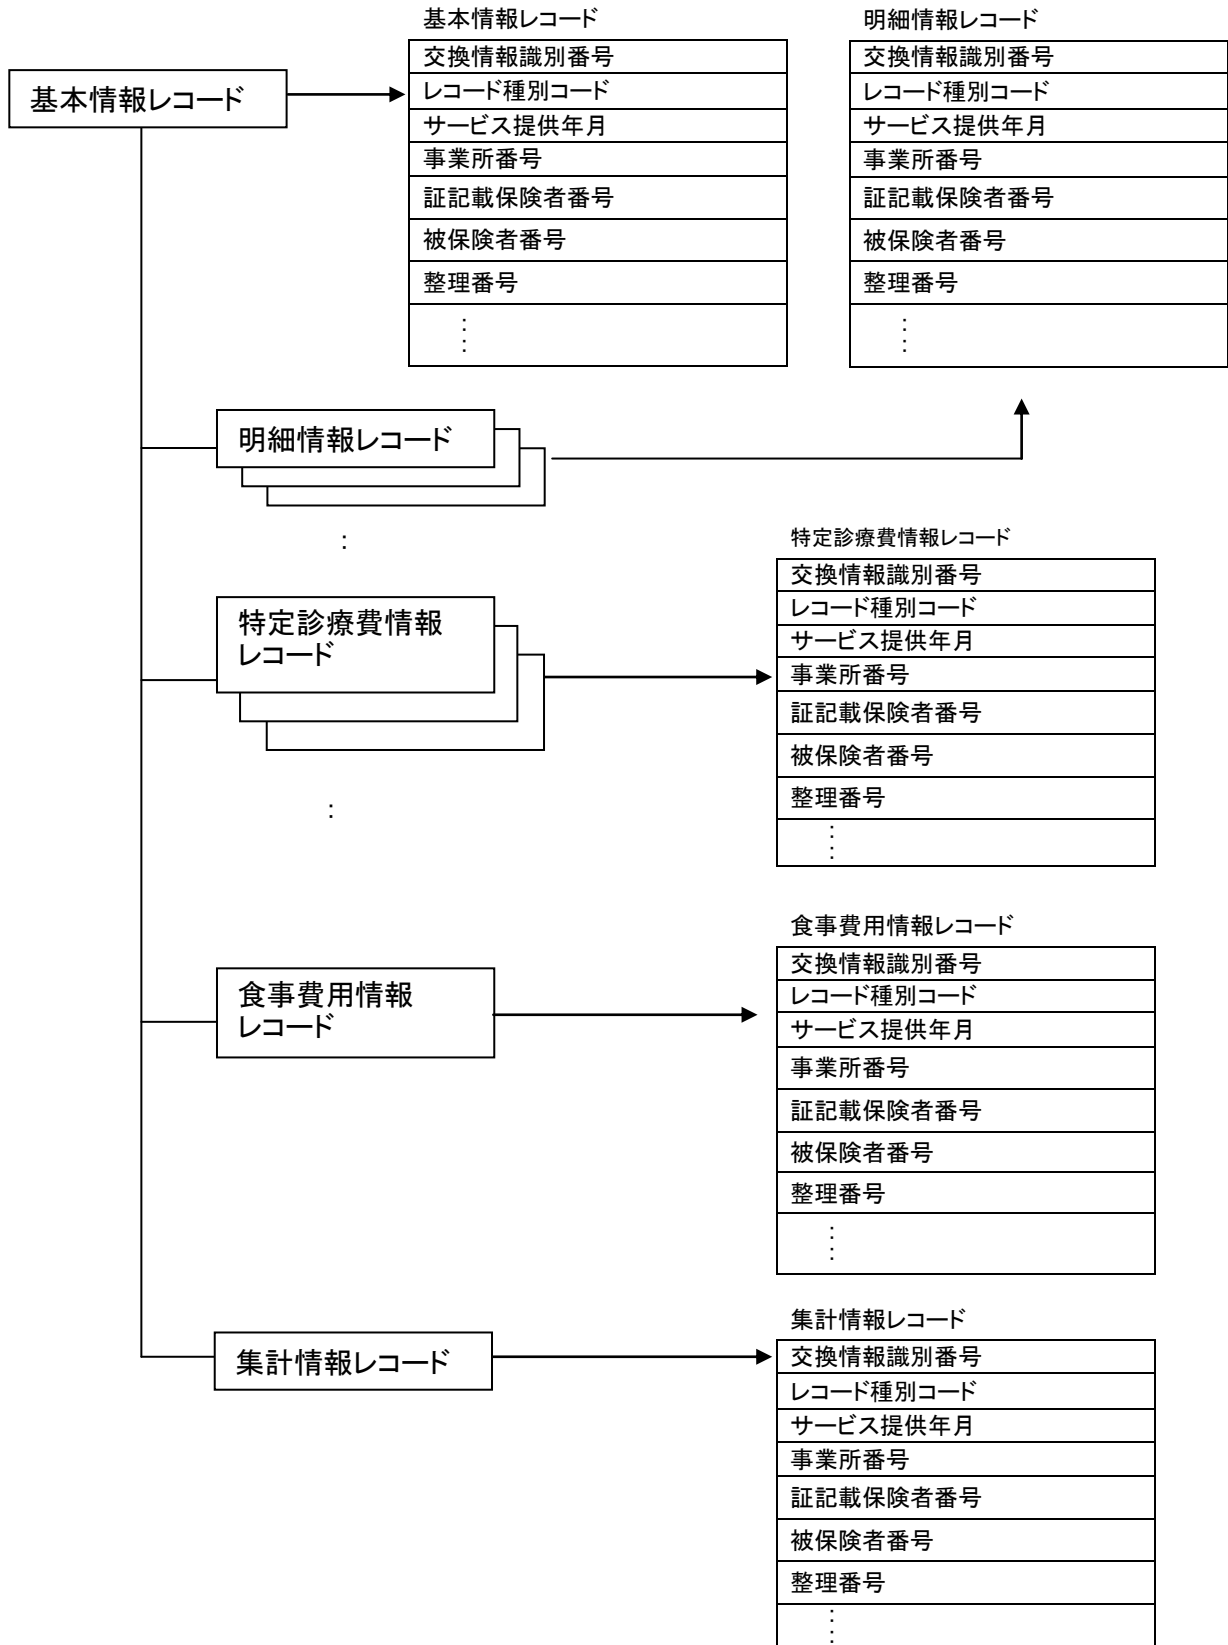 基本情報レコード
基本情報レコード
交換情報識別番号
レコード種別コード
サービス提供年月
事業所番号
証記載保険者番号
被保険者番号
整理番号
:
:
明細情報レコード
交換情報識別番号
レコード種別コード
サービス提供年月
事業所番号
証記載保険者番号
被保険者番号
整理番号
:
:
明細情報レコード
:
特定診療費情報
レコード
:
特定診療費情報レコード
交換情報識別番号
レコード種別コード
サービス提供年月
事業所番号
証記載保険者番号
被保険者番号
整理番号
:
:
食事費用情報
レコード
食事費用情報レコード
交換情報識別番号
レコード種別コード
サービス提供年月
事業所番号
証記載保険者番号
被保険者番号
整理番号
:
:
集計情報レコード
集計情報レコード
交換情報識別番号
レコード種別コード
サービス提供年月
事業所番号
証記載保険者番号
被保険者番号
整理番号
:
: